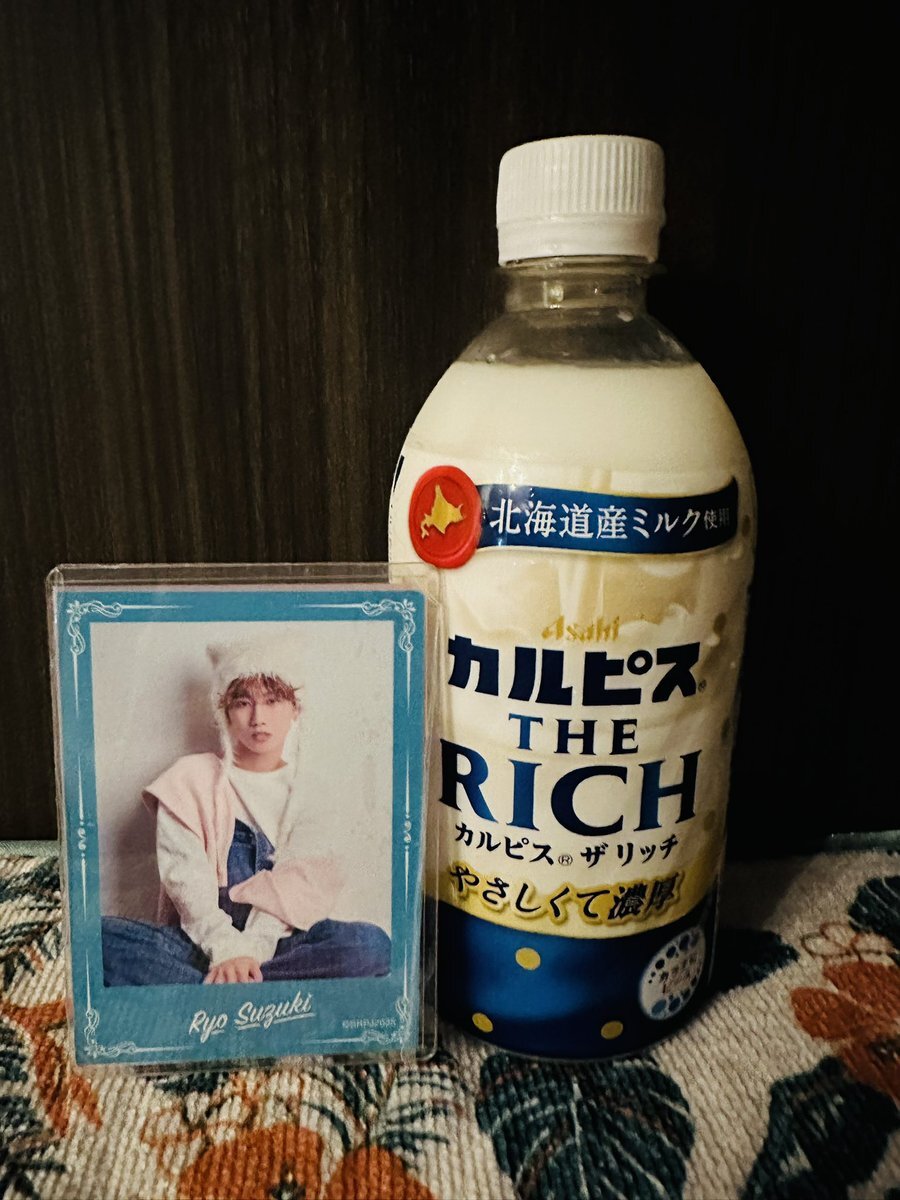 北海道産ミルク使用
Asahi
カルピス®
THE
RICH
カルピス® ザ リッチ
やさしくて濃厚
Ryo Suzuki